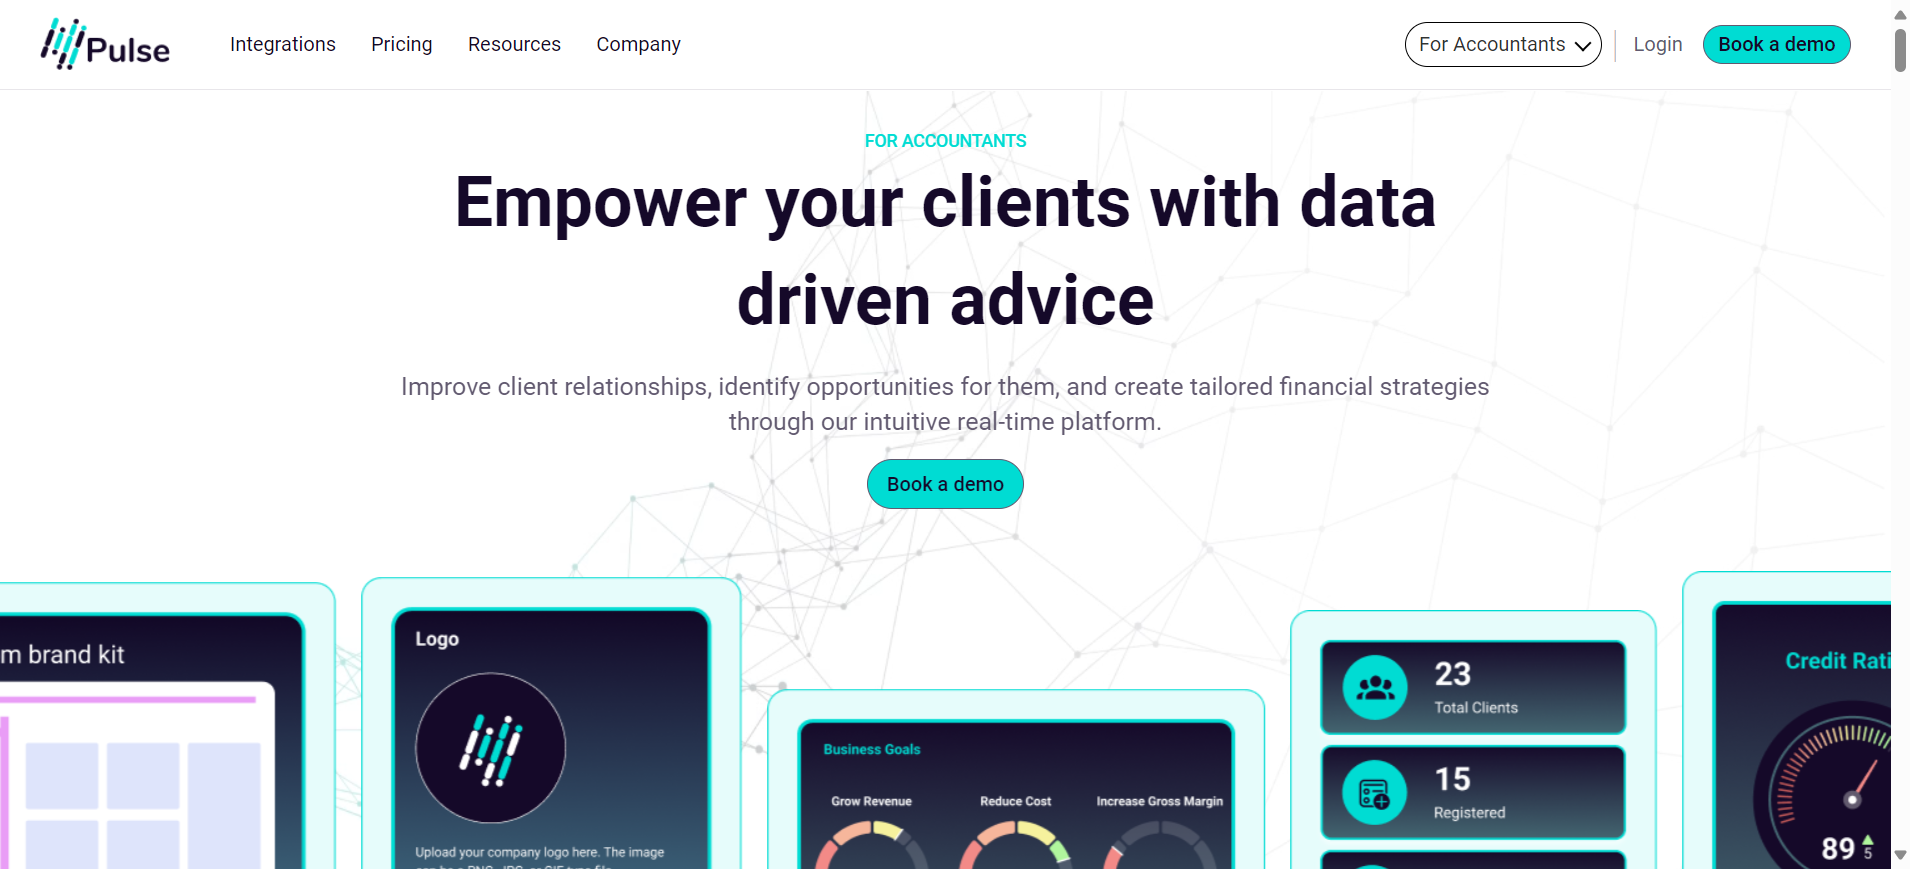 Pulse
Integrations
Pricing
Resources
Company
For Accountants
Login
Book a demo
FOR ACCOUNTANTS
Empower your clients with data
driven advice
Improve client relationships, identify opportunities for them, and create tailored financial strategies
through our intuitive real-time platform.
Book a demo
m brand kit
Logo
Upload your company logo here. The image
Business Goals
Grow Revenue
Reduce Cost
Increase Gross Margin
23
Total Clients
15
Registered
Credit Rati
89
5